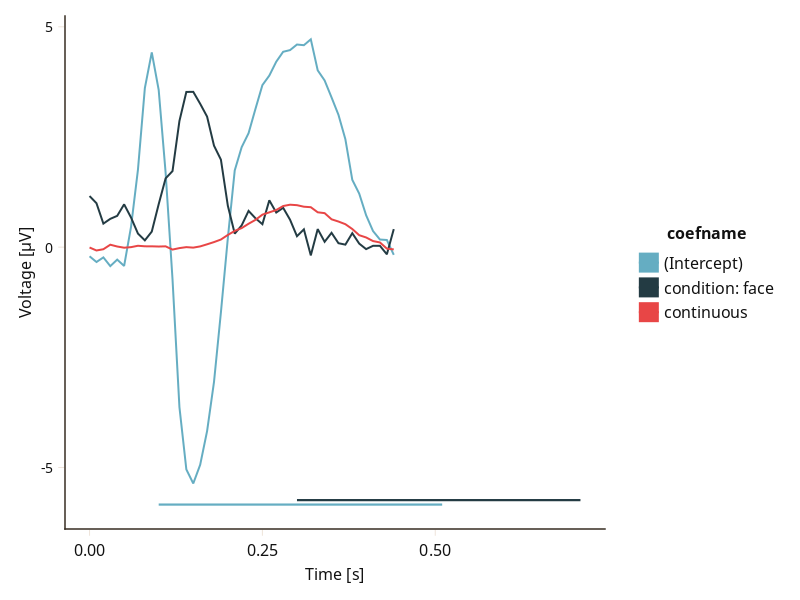 5
0
-5
Voltage [µV]
0.00
0.25
0.50
Time [s]
coefname
(Intercept)
condition: face
continuous